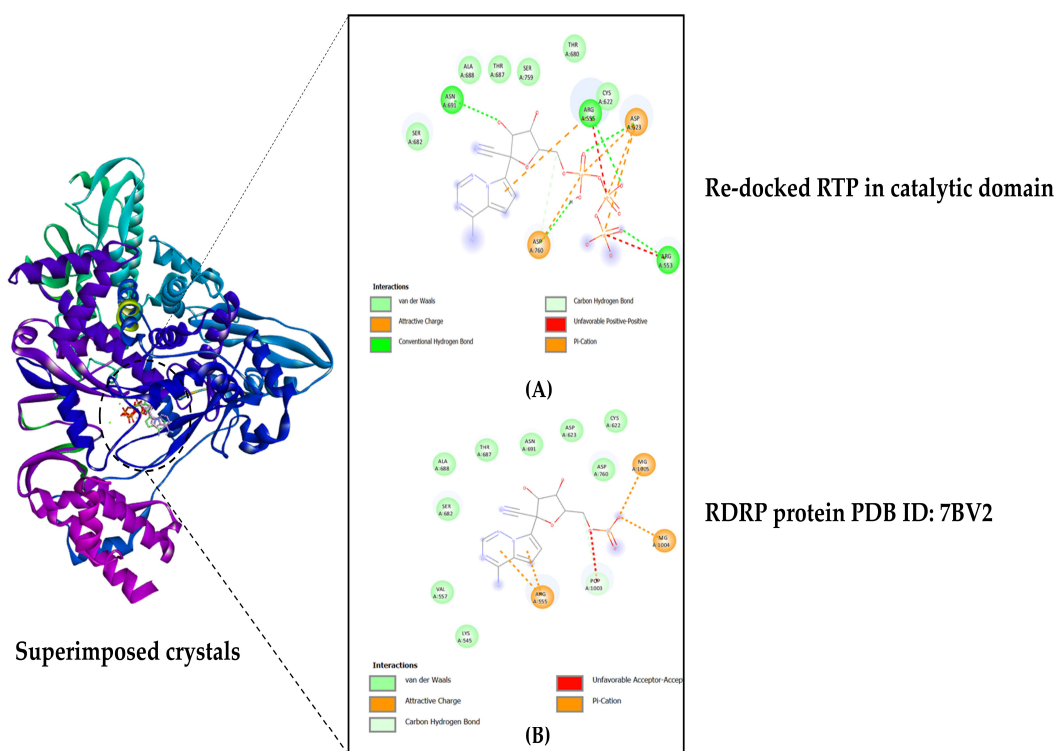 THR
A:680
ALA
A:688
THR
A:687
SER
A:759
ASN
A:691
CYS
A:622
ARG
A:555
ASP
A:623
SER
A:682
ASP
A:760
ARG
A:553
Interactions
van der Waals
Attractive Charge
Conventional Hydrogen Bond
Carbon Hydrogen Bond
Unfavorable Positive-Positive
Pi-Cation
(A)
Re-docked RTP in catalytic domain
CYS
A:622
ASP
A:623
ASN
A:691
THR
A:687
ALA
A:688
ASP
A:760
MG
A:1005
SER
A:682
MG
A:1004
POP
A:1003
ARG
A:555
VAL
A:557
LYS
A:545
Interactions
van der Waals
Attractive Charge
Carbon Hydrogen Bond
Unfavorable Acceptor-Accep
Pi-Cation
(B)
RDRP protein PDB ID: 7BV2
Superimposed crystals